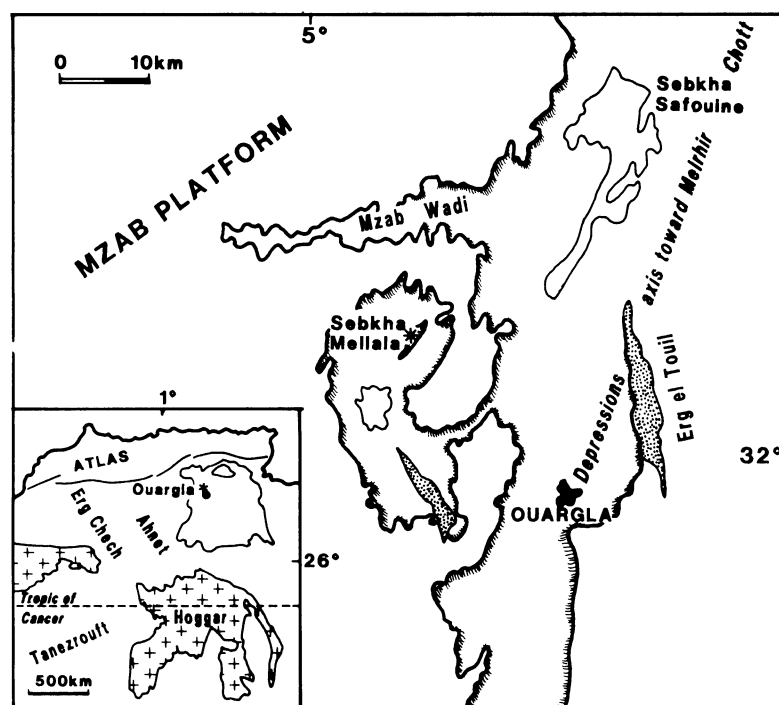 5°
0 10km
MZAB PLATFORM
Sebkha
Safouine
Chott
Mzab Wadi
axis toward Melrhir
Sebkha
Mellala
Depressions
Erg el Touil
32°
OUARGLA
1°
ATLAS
Ouargla
Erg Chech
Ahnet
26°
Tropic of
Cancer
Hoggar
Tanezrouft
500km